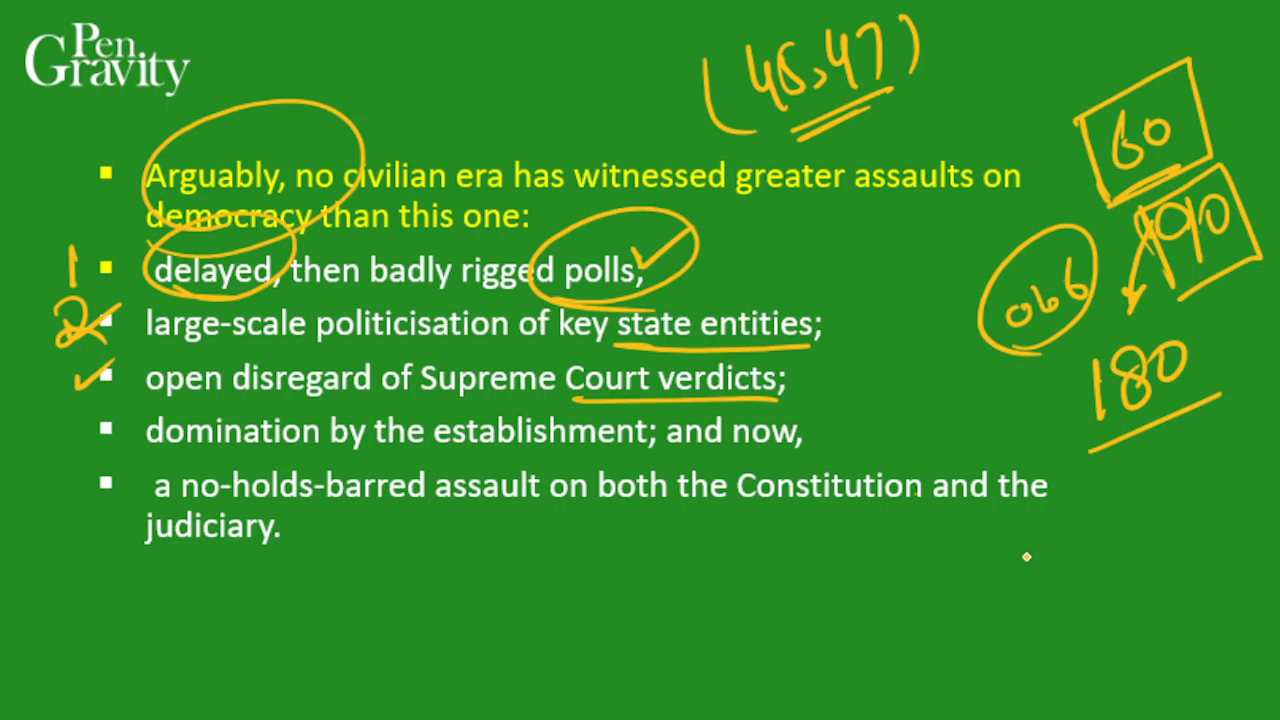 Pen
Gravity
(45,47)
60
90
066
180
Arguably, no civilian era has witnessed greater assaults on
democracy than this one:
1
delayed, then badly rigged polls;
2
large-scale politicisation of key state entities;
open disregard of Supreme Court verdicts;
domination by the establishment; and now,
a no-holds-barred assault on both the Constitution and the
judiciary.